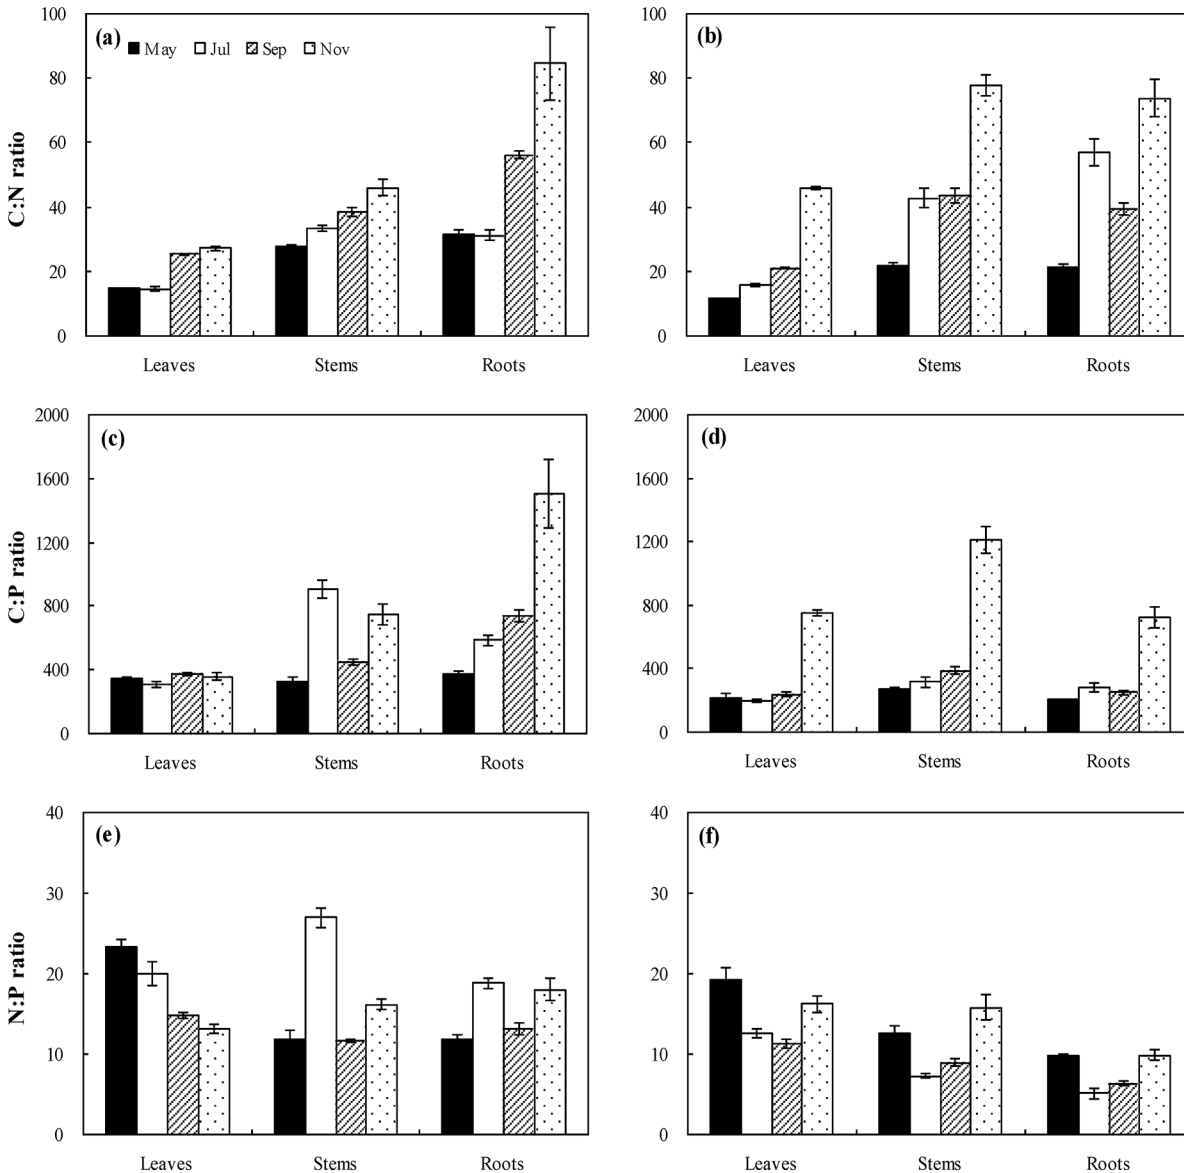 (a) May Jul Sep Nov
C:N ratio
100
80
60
40
20
0
Leaves Stems Roots
(b)
100
80
60
40
20
0
Leaves Stems Roots
(c)
C:P ratio
2000
1600
1200
800
400
0
Leaves Stems Roots
(d)
2000
1600
1200
800
400
0
Leaves Stems Roots
(e)
N:P ratio
40
30
20
10
0
Leaves Stems Roots
(f)
40
30
20
10
0
Leaves Stems Roots